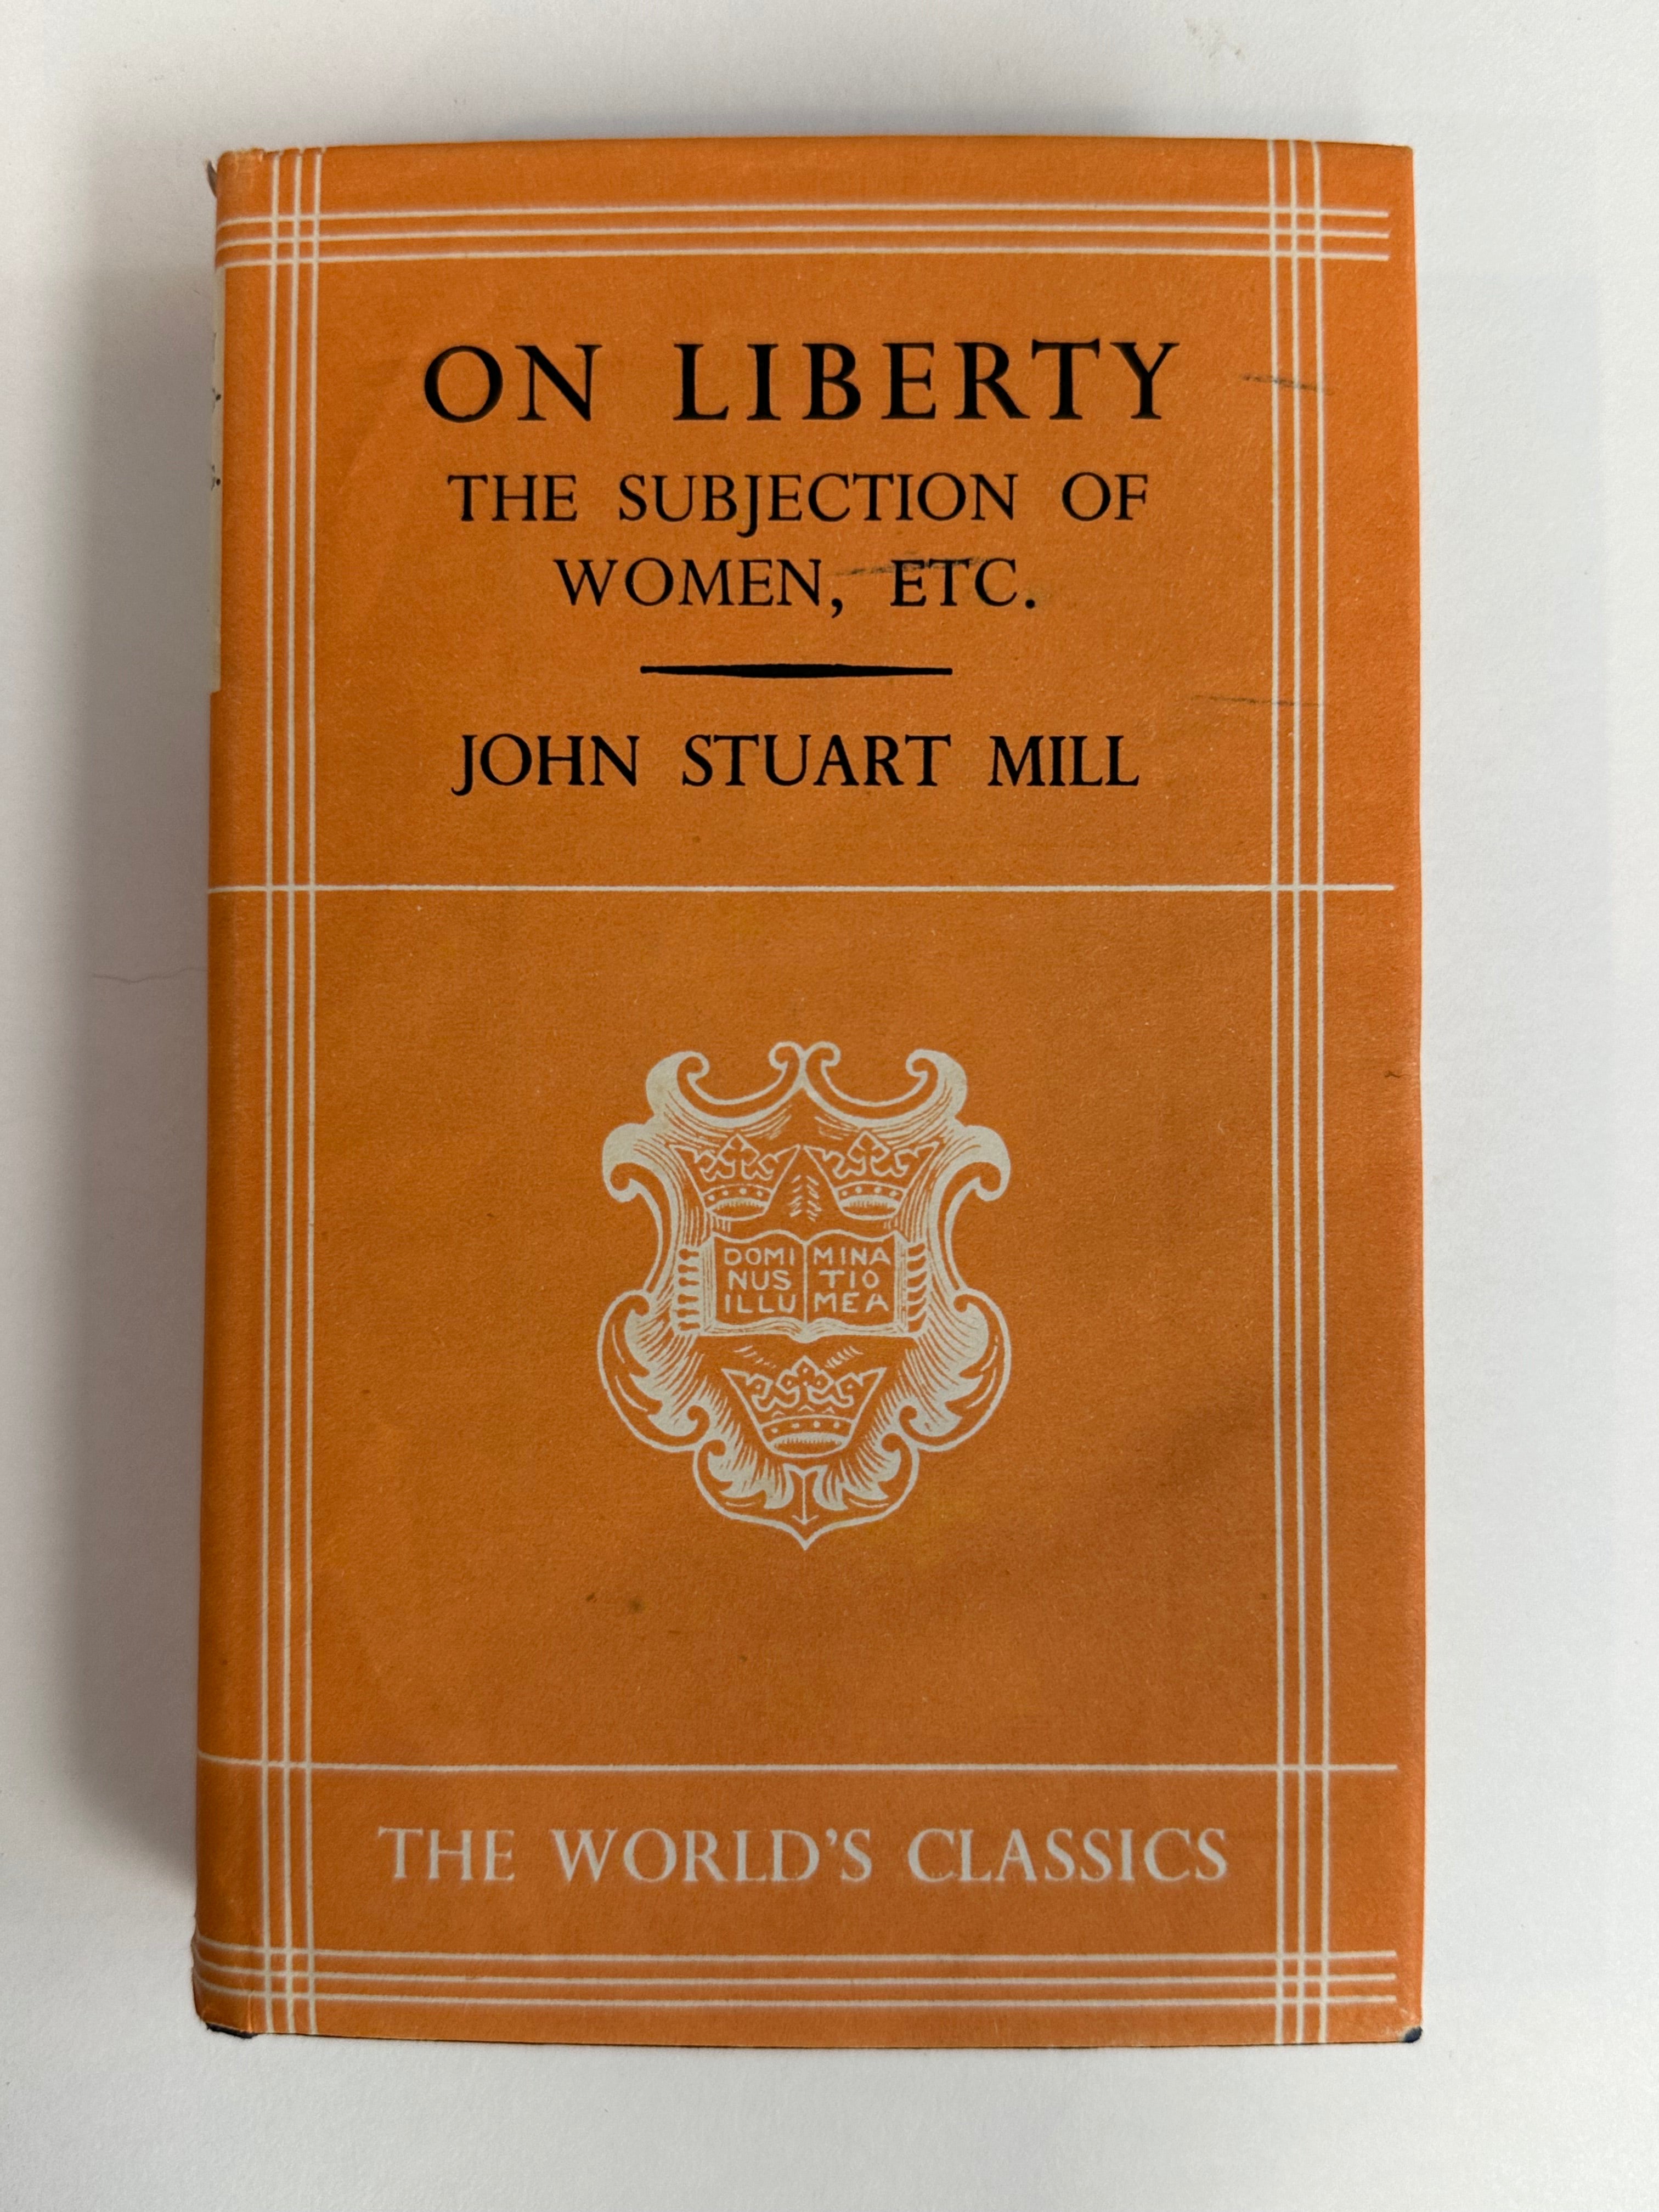 ON LIBERTY
THE SUBJECTION OF
WOMEN, ETC.
JOHN STUART MILL
DOMI MINA
NUS TIO
ILLU MEA
THE WORLD'S CLASSICS